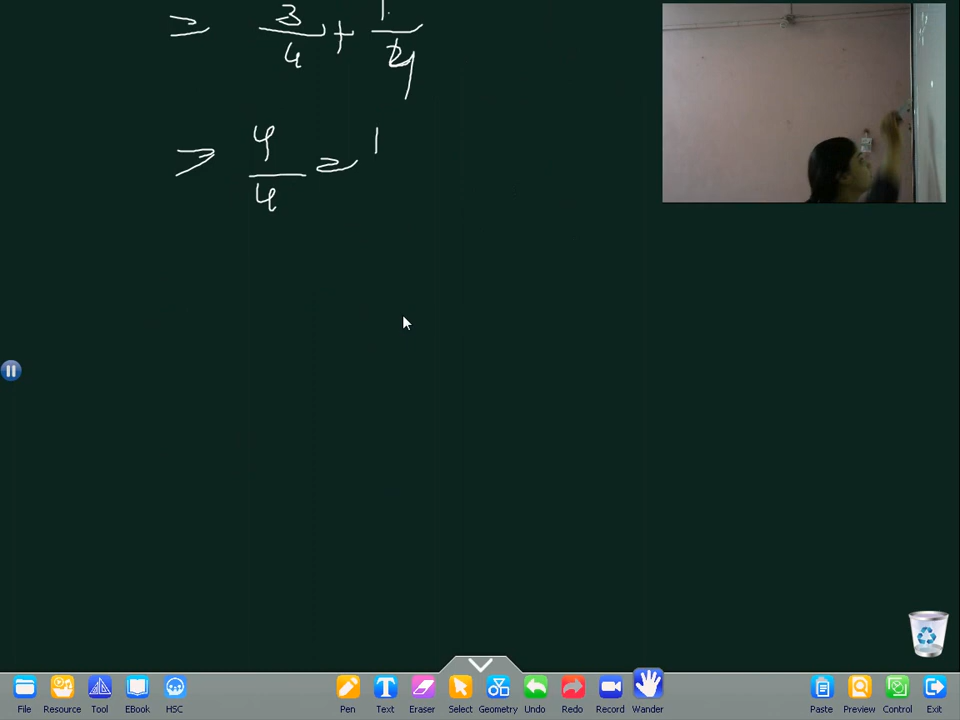 = 3/4 + 1/4
= 4/4 = 1
File Resource Tool EBook HSC Pen Text Eraser Select Geometry Undo Redo Record Wander Paste Preview Control Exit